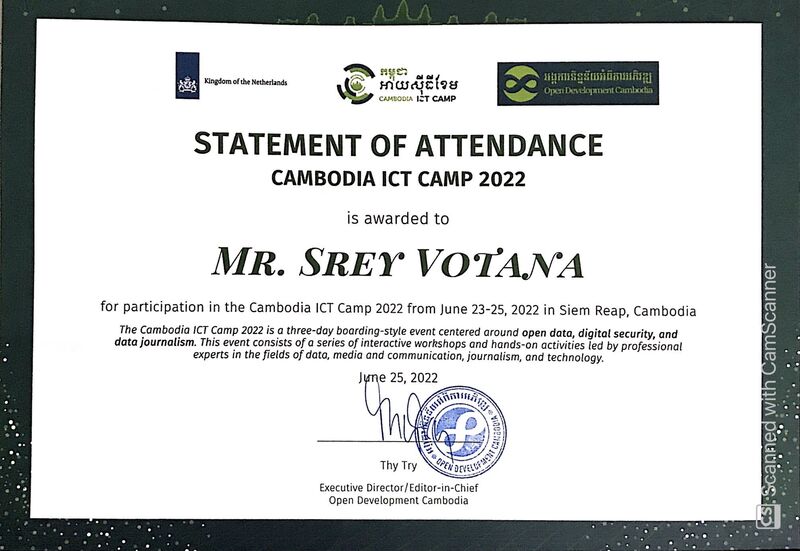 Kingdom of the Netherlands
កម្ពុជា
អាយស៊ីធីខែម
CAMBODIA ICT CAMP
អង្គការទិន្នន័យអំពីការអភិវឌ្ឍ
Open Development Cambodia
STATEMENT OF ATTENDANCE
CAMBODIA ICT CAMP 2022
is awarded to
MR. SREY VOTANA
for participation in the Cambodia ICT Camp 2022 from June 23-25, 2022 in Siem Reap, Cambodia
The Cambodia ICT Camp 2022 is a three-day boarding-style event centered around open data, digital security, and
data journalism. This event consists of a series of interactive workshops and hands-on activities led by professional
experts in the fields of data, media and communication, journalism, and technology.
June 25, 2022
OPEN DEVELOPMENT CAMBODIA
Thy Try
Executive Director/Editor-in-Chief
Open Development Cambodia
CS Scanned with CamScanner